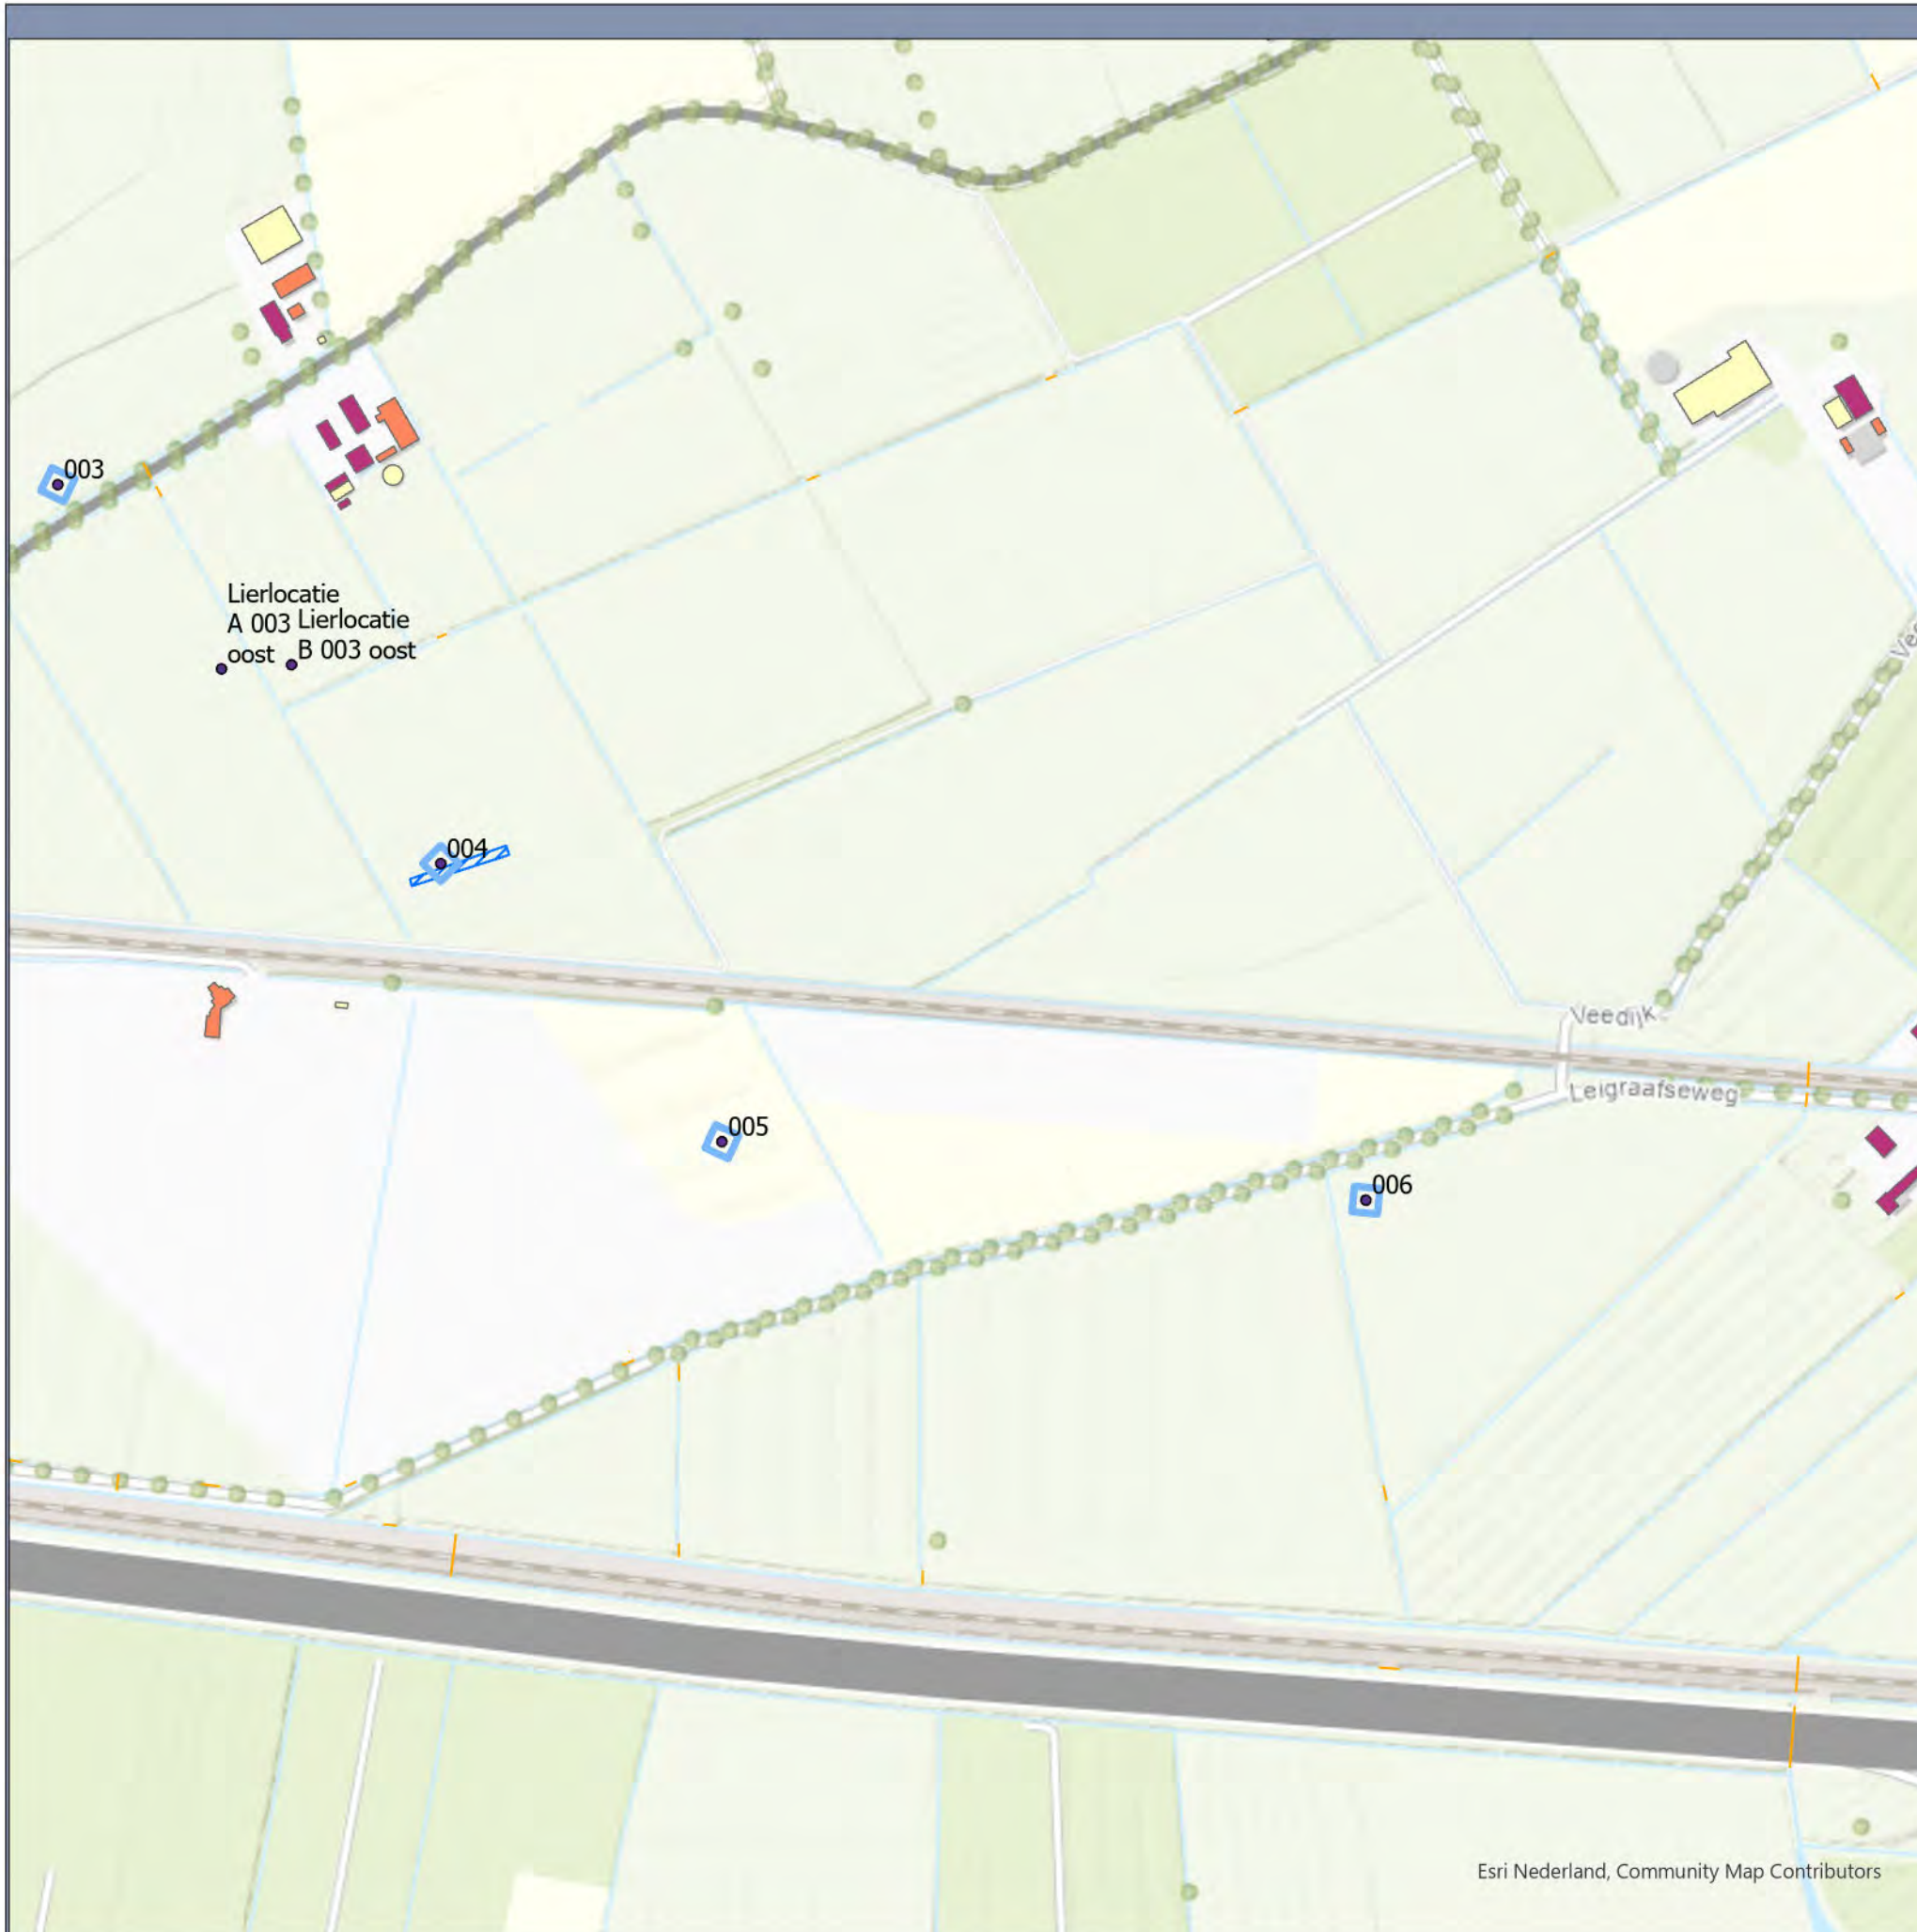 003
Lierlocatie
A 003
oost
Lierlocatie
B 003 oost
004
Veedijk
Leigraafseweg
005
006
Esri Nederland, Community Map Contributors